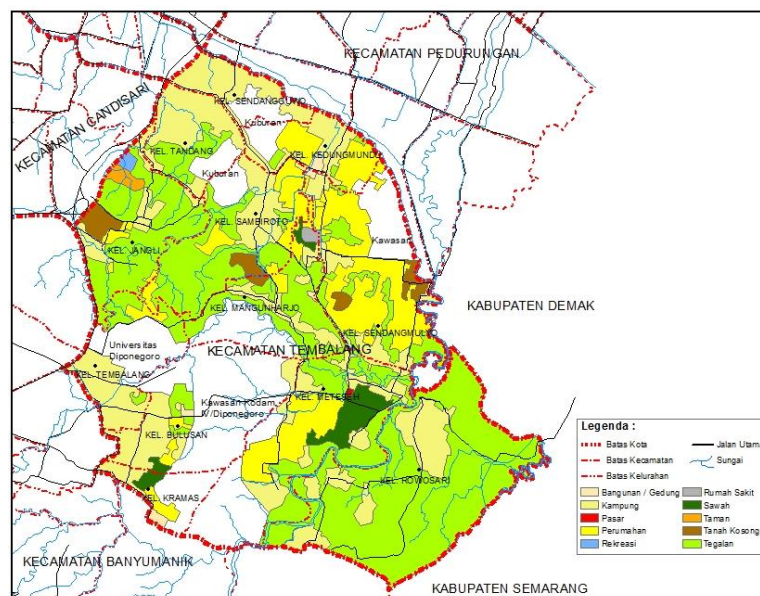 KECAMATAN PEDURUNGAN
KECAMATAN CANDISARI
KEL. SENDANGGUWO
Kuburan
KEL. TANDANG
KEL. KEDUNGMUNDU
Kuburan
KEL. SAMBIROTO
Kawasan
KEL. JANGLI
KEL. MANGUNHARJO
KABUPATEN DEMAK
KEL. SENDANGMULYO
Universitas
Diponegoro
KECAMATAN TEMBALANG
KEL. TEMBALANG
Kawasan Kodam
IV/Diponegoro
KEL. METESEH
KEL. BULUSAN
KEL. ROWOSARI
KEL. KRAMAS
KECAMATAN BANYUMANIK
KABUPATEN SEMARANG
Legenda :
Batas Kota
Jalan Utama
Batas Kecamatan
Sungai
Batas Kelurahan
Bangunan / Gedung
Rumah Sakit
Kampung
Sawah
Pasar
Taman
Perumahan
Tanah Kosong
Rekreasi
Tegalan